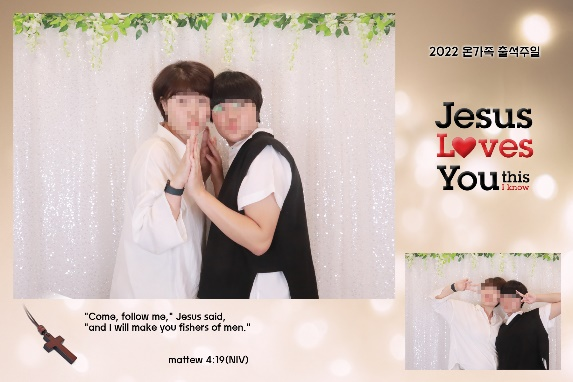 2022 온가족 출석주일
Jesus
Loves
You this
I know
"Come, follow me," Jesus said,
"and I will make you fishers of men."
mattew 4:19(NIV)